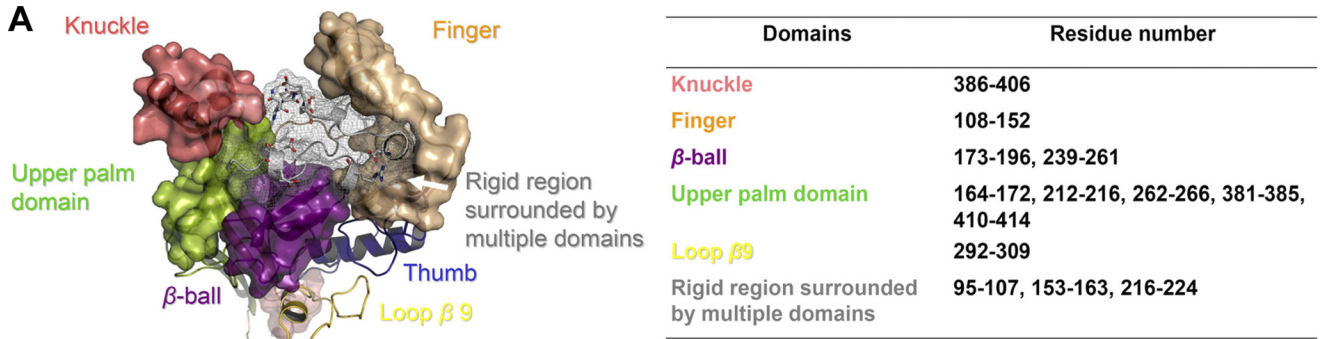 A
Knuckle
Finger
Upper palm
domain
Rigid region
surrounded by
multiple domains
Thumb
β-ball
Loop β 9
Domains Residue number
Knuckle 386-406
Finger 108-152
β-ball 173-196, 239-261
Upper palm domain 164-172, 212-216, 262-266, 381-385,
410-414
Loop β9 292-309
Rigid region surrounded 95-107, 153-163, 216-224
by multiple domains